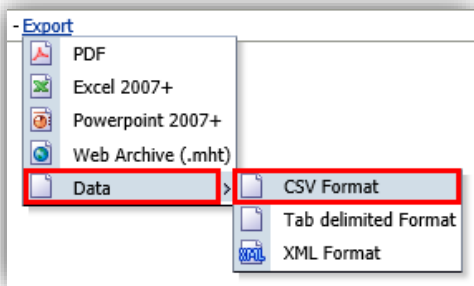 - Export
PDF
Excel 2007+
Powerpoint 2007+
Web Archive (.mht)
Data >
CSV Format
Tab delimited Format
XML Format